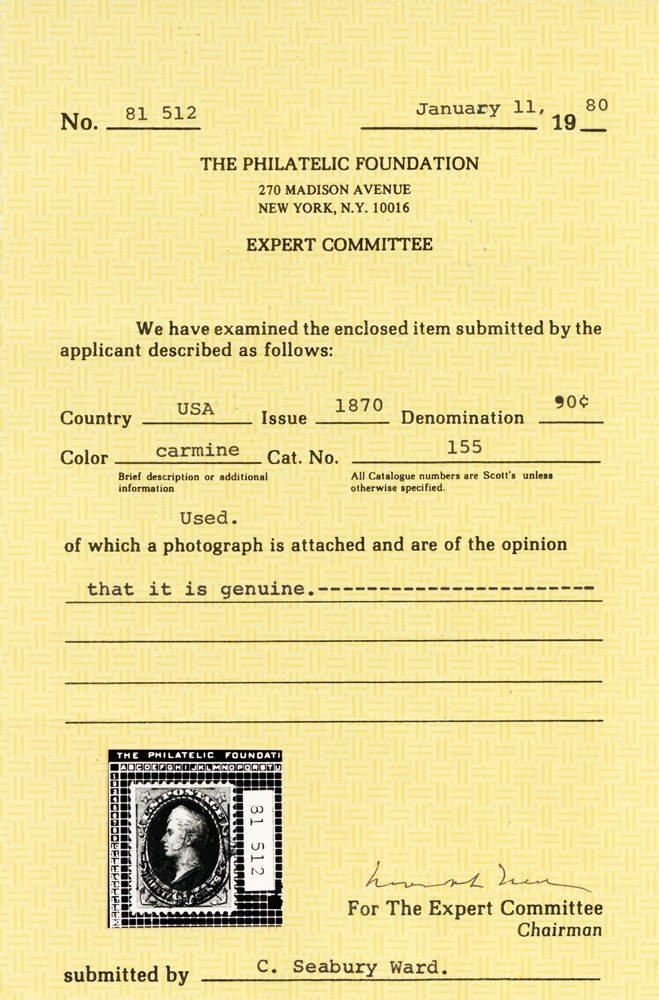 No. 81 512 January 11, 19 80
THE PHILATELIC FOUNDATION
270 MADISON AVENUE
NEW YORK, N.Y. 10016
EXPERT COMMITTEE
We have examined the enclosed item submitted by the
applicant described as follows:
Country USA Issue 1870 Denomination 90¢
Color carmine Cat. No. 155
Brief description or additional
information
All Catalogue numbers are Scott's unless
otherwise specified.
Used.
of which a photograph is attached and are of the opinion
that it is genuine.-----------------------
THE PHILATELIC FOUNDATI
ABCDEFGHIJKLMNOPQRSTU
81 512
For The Expert Committee
Chairman
submitted by C. Seabury Ward.